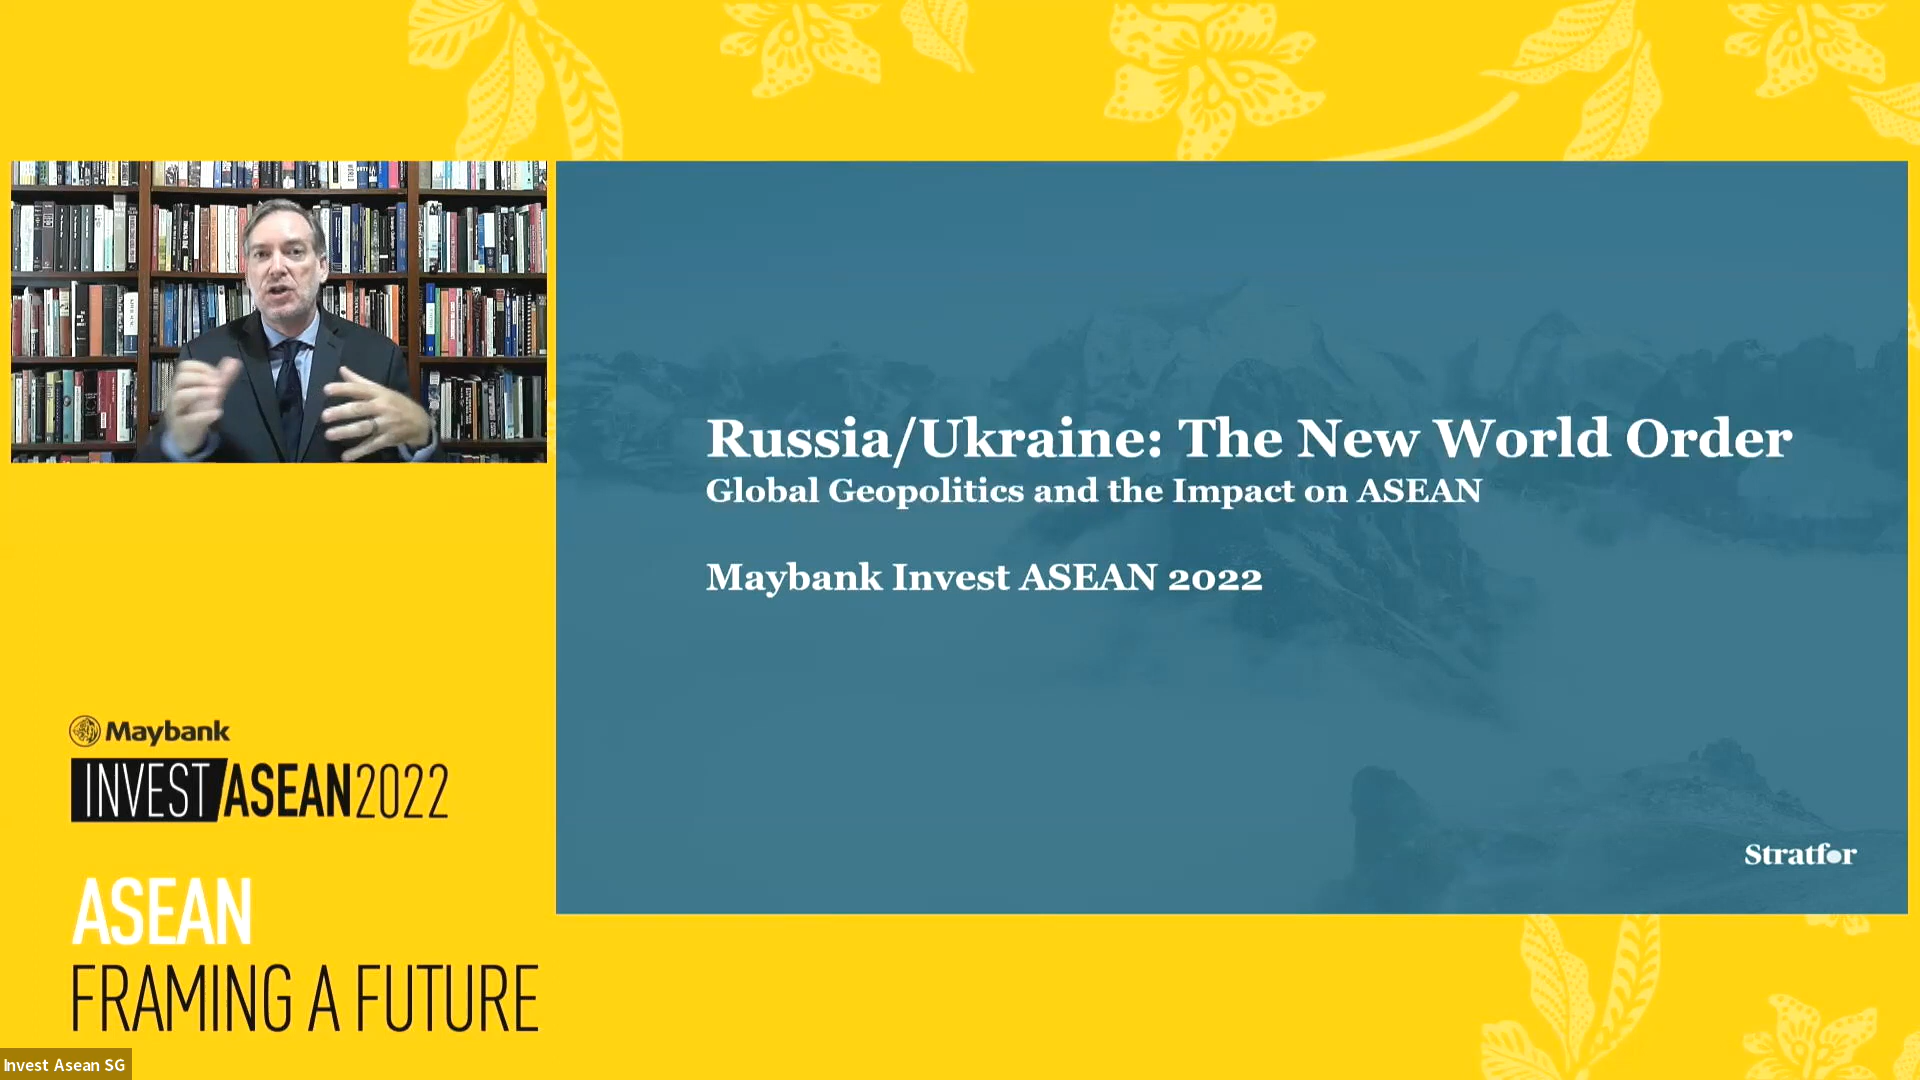 Russia/Ukraine: The New World Order
Global Geopolitics and the Impact on ASEAN
Maybank Invest ASEAN 2022
Stratfor
Maybank
INVEST ASEAN 2022
ASEAN
FRAMING A FUTURE
Invest Asean SG